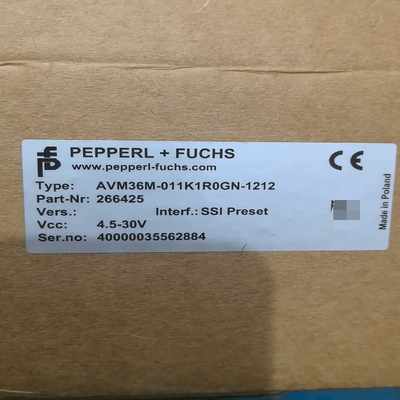 PEPPERL + FUCHS
www.pepperl-fuchs.com
CE
Type: AVM36M-011K1R0GN-1212
Part-Nr: 266425
Vers.: Interf.: SSI Preset
Vcc: 4.5-30V
Ser.no: 40000035562884
Made in Poland